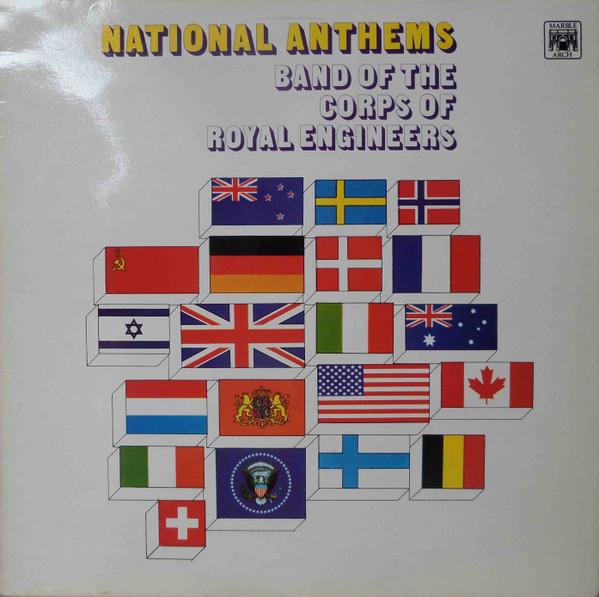 NATIONAL ANTHEMS
MARBLE
ARCH
BAND OF THE
CORPS OF
ROYAL ENGINEERS